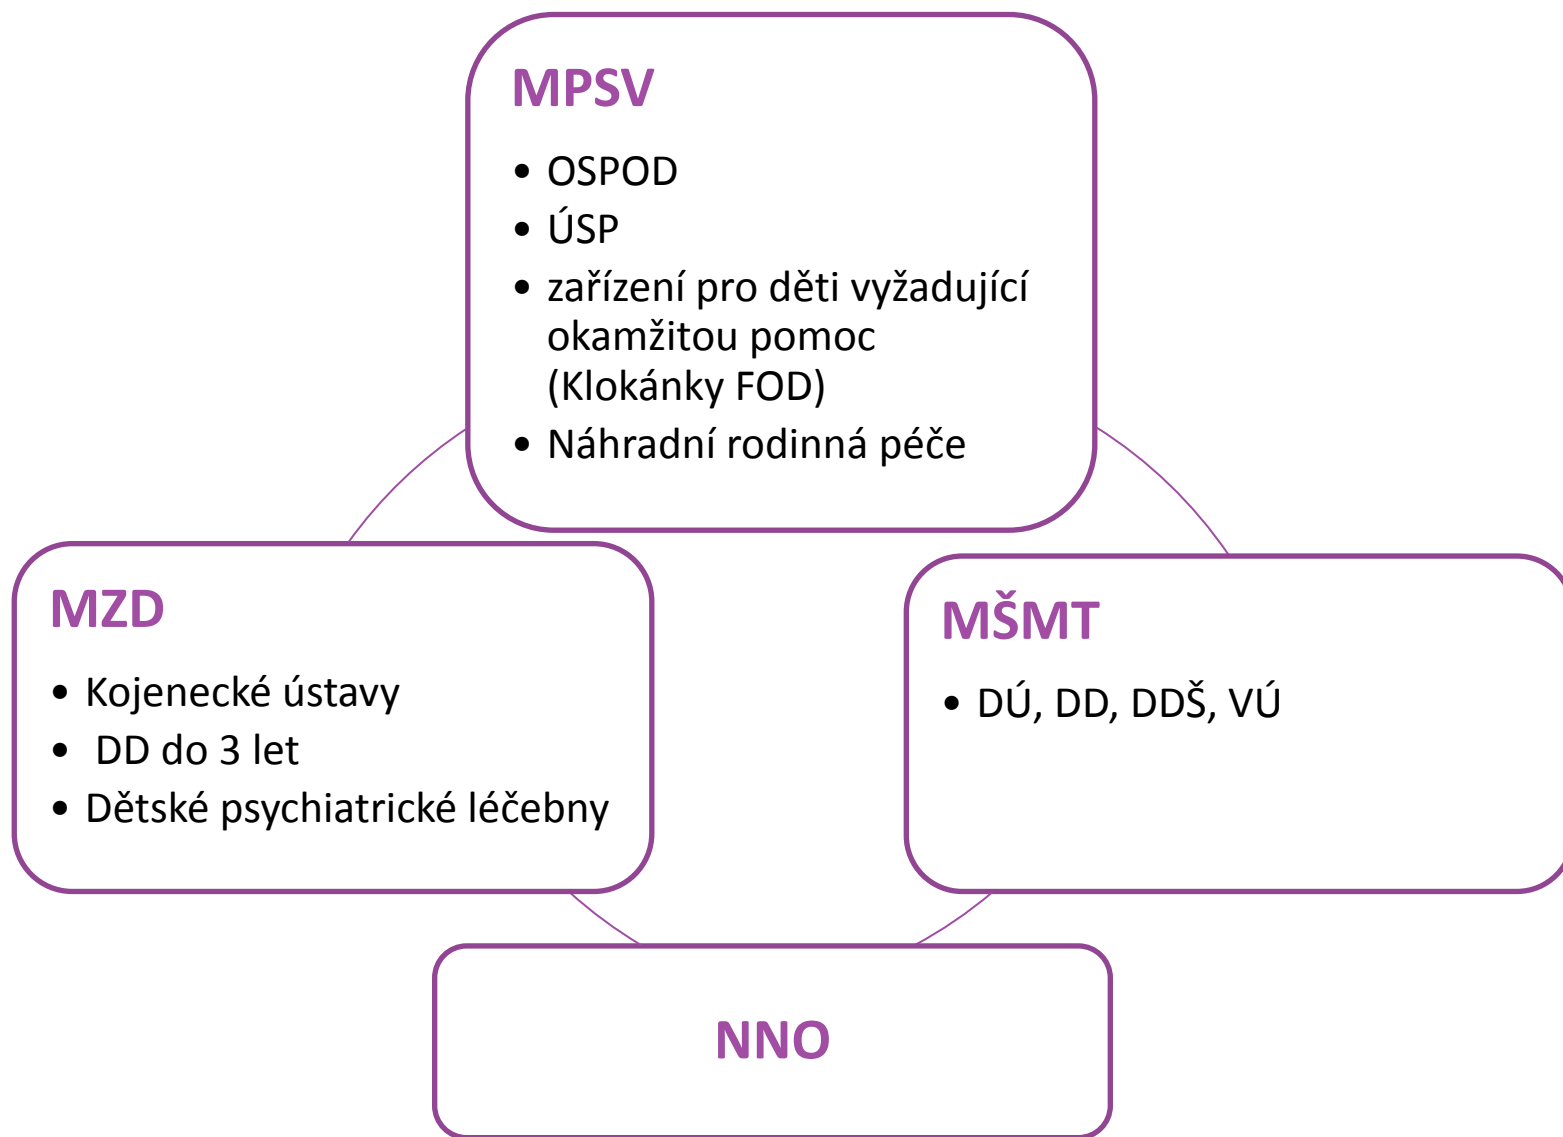 MPSV
• OSPOD
• ÚSP
• zařízení pro děti vyžadující
okamžitou pomoc
(Klokánky FOD)
• Náhradní rodinná péče
MZD
• Kojenecké ústavy
• DD do 3 let
• Dětské psychiatrické léčebny
MŠMT
• DÚ, DD, DDŠ, VÚ
NNO